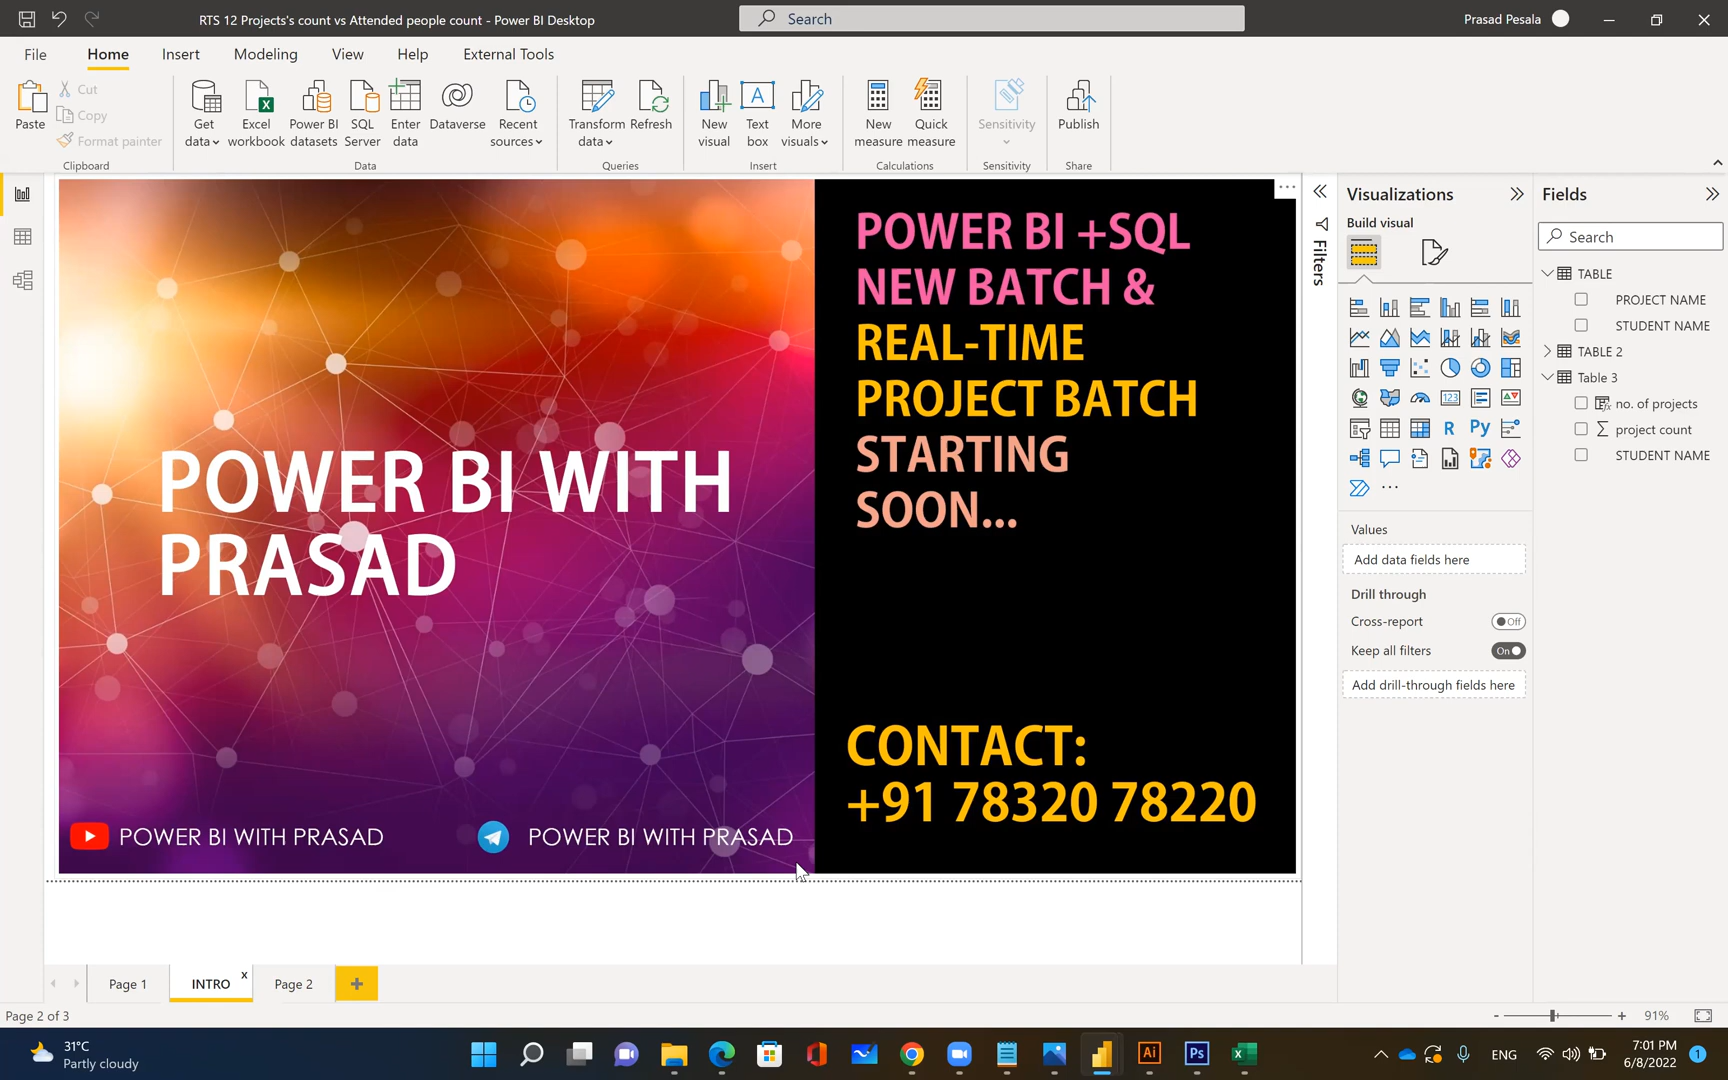 RTS 12 Projects's count vs Attended people count - Power BI Desktop
Search
Prasad Pesala
File
Home
Insert
Modeling
View
Help
External Tools
Paste
Cut
Copy
Format painter
Clipboard
Get data
Excel workbook
Power BI datasets
SQL Server
Enter data
Dataverse
Recent sources
Data
Transform data
Refresh
Queries
New visual
Text box
More visuals
Insert
New measure
Quick measure
Calculations
Sensitivity
Sensitivity
Publish
Share
POWER BI WITH
PRASAD
POWER BI WITH PRASAD
POWER BI WITH PRASAD
POWER BI +SQL
NEW BATCH &
REAL-TIME
PROJECT BATCH
STARTING
SOON...
CONTACT:
+91 78320 78220
Filters
Visualizations
Build visual
123
R
Py
Values
Add data fields here
Drill through
Cross-report
Off
Keep all filters
On
Add drill-through fields here
Fields
Search
TABLE
PROJECT NAME
STUDENT NAME
TABLE 2
Table 3
no. of projects
project count
STUDENT NAME
Page 1
INTRO
x
Page 2
+
Page 2 of 3
- + 91%
31°C
Partly cloudy
Ai
Ps
ENG
7:01 PM
6/8/2022
1